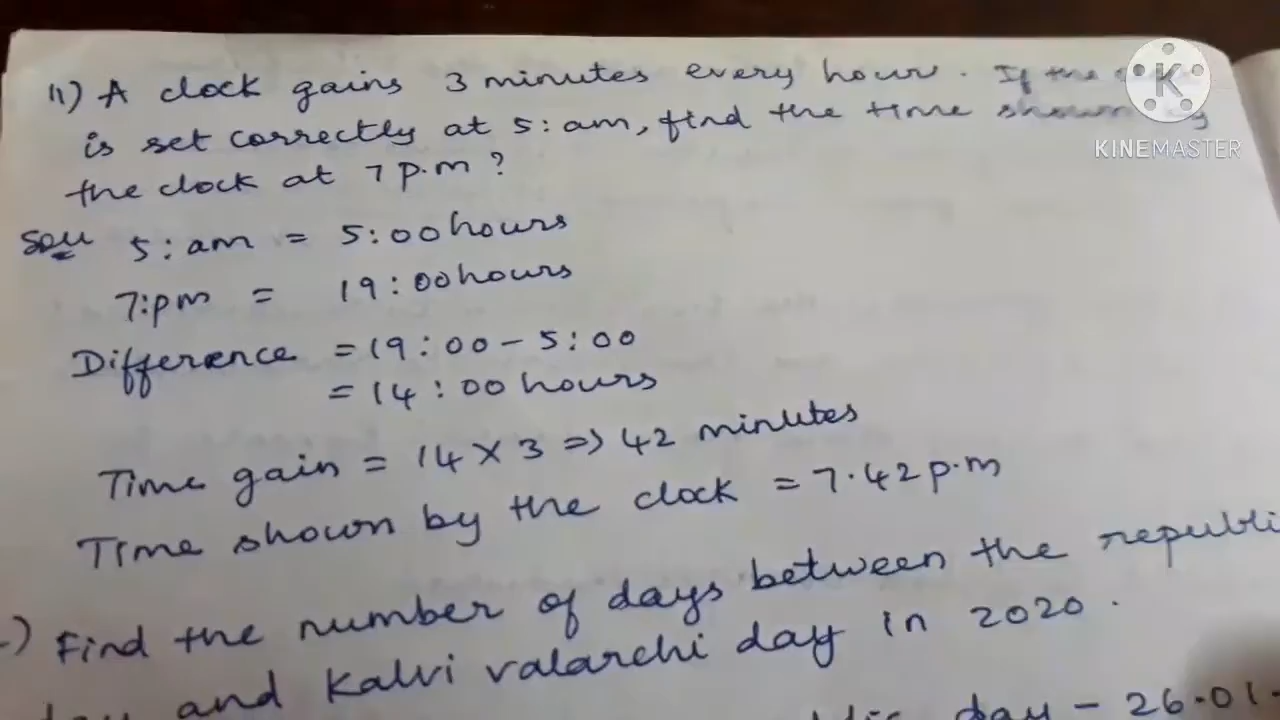 11) A clock gains 3 minutes every hour. If the
is set correctly at 5:am, find the time shown by
the clock at 7 p.m ?
Solu 5:am = 5:00 hours
7:pm = 19:00 hours
Difference = 19:00 - 5:00
= 14:00 hours
Time gain = 14 × 3 => 42 minutes
Time shown by the clock = 7.42 p.m
) Find the number of days between the republi
and Kalvi valarchi day in 2020.
day - 26.01.
K
KINEMASTER